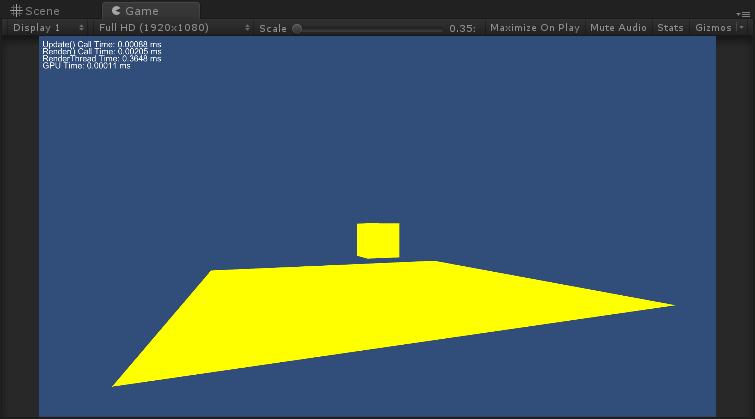 Scene Game
Display 1 Full HD (1920x1080) Scale 0.35: Maximize On Play Mute Audio Stats Gizmos
Update() Call Time: 0.00068 ms
Render() Call Time: 0.00205 ms
RenderThread Time: 0.3648 ms
GPU Time: 0.00011 ms